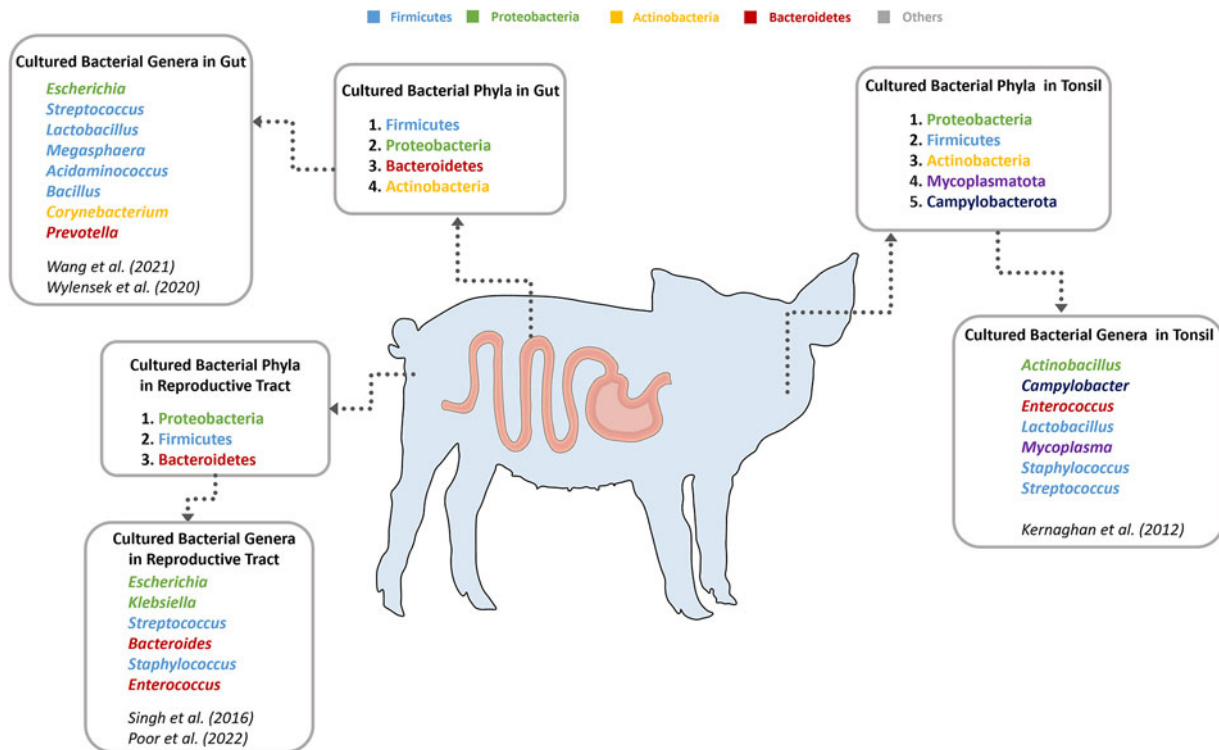 Firmicutes Proteobacteria Actinobacteria Bacteroidetes Others
Cultured Bacterial Genera in Gut
Escherichia
Streptococcus
Lactobacillus
Megasphaera
Acidaminococcus
Bacillus
Corynebacterium
Prevotella
Wang et al. (2021)
Wylensek et al. (2020)
Cultured Bacterial Phyla in Gut
1. Firmicutes
2. Proteobacteria
3. Bacteroidetes
4. Actinobacteria
Cultured Bacterial Phyla in Tonsil
1. Proteobacteria
2. Firmicutes
3. Actinobacteria
4. Mycoplasmatota
5. Campylobacterota
Cultured Bacterial Genera in Tonsil
Actinobacillus
Campylobacter
Enterococcus
Lactobacillus
Mycoplasma
Staphylococcus
Streptococcus
Kernaghan et al. (2012)
Cultured Bacterial Phyla
in Reproductive Tract
1. Proteobacteria
2. Firmicutes
3. Bacteroidetes
Cultured Bacterial Genera
in Reproductive Tract
Escherichia
Klebsiella
Streptococcus
Bacteroides
Staphylococcus
Enterococcus
Singh et al. (2016)
Poor et al. (2022)